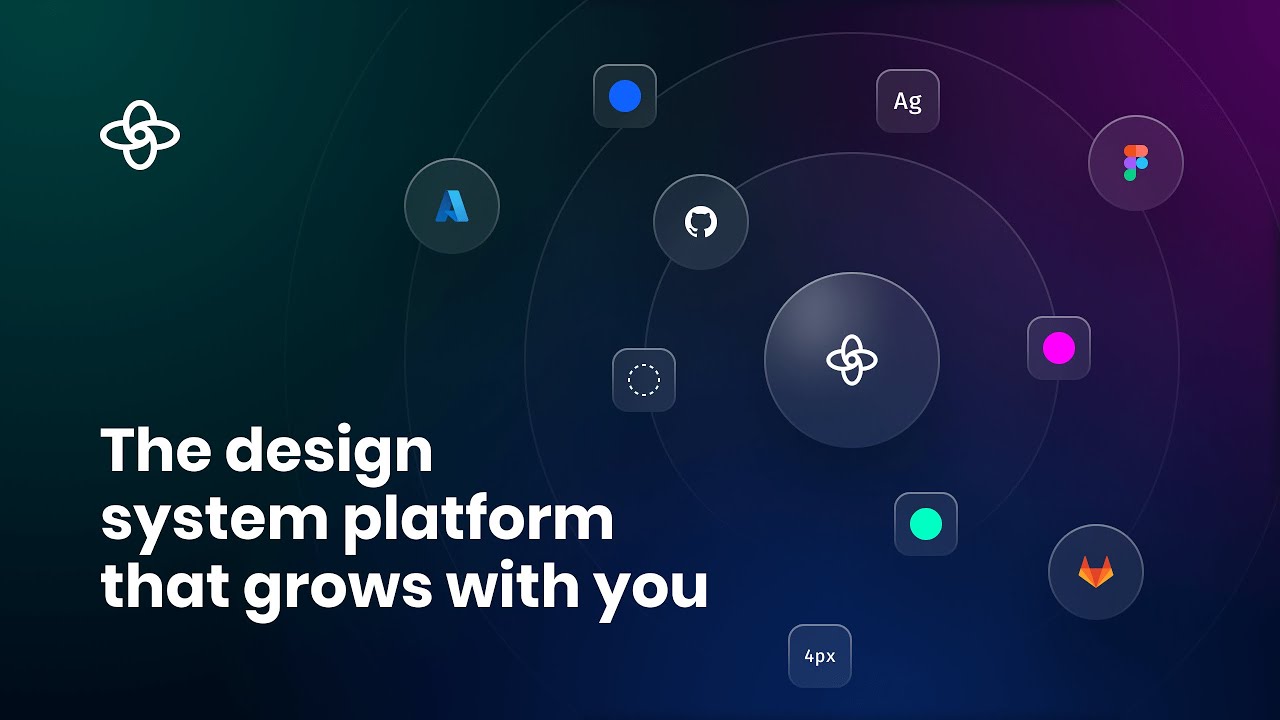 Ag
The design
system platform
that grows with you
4px